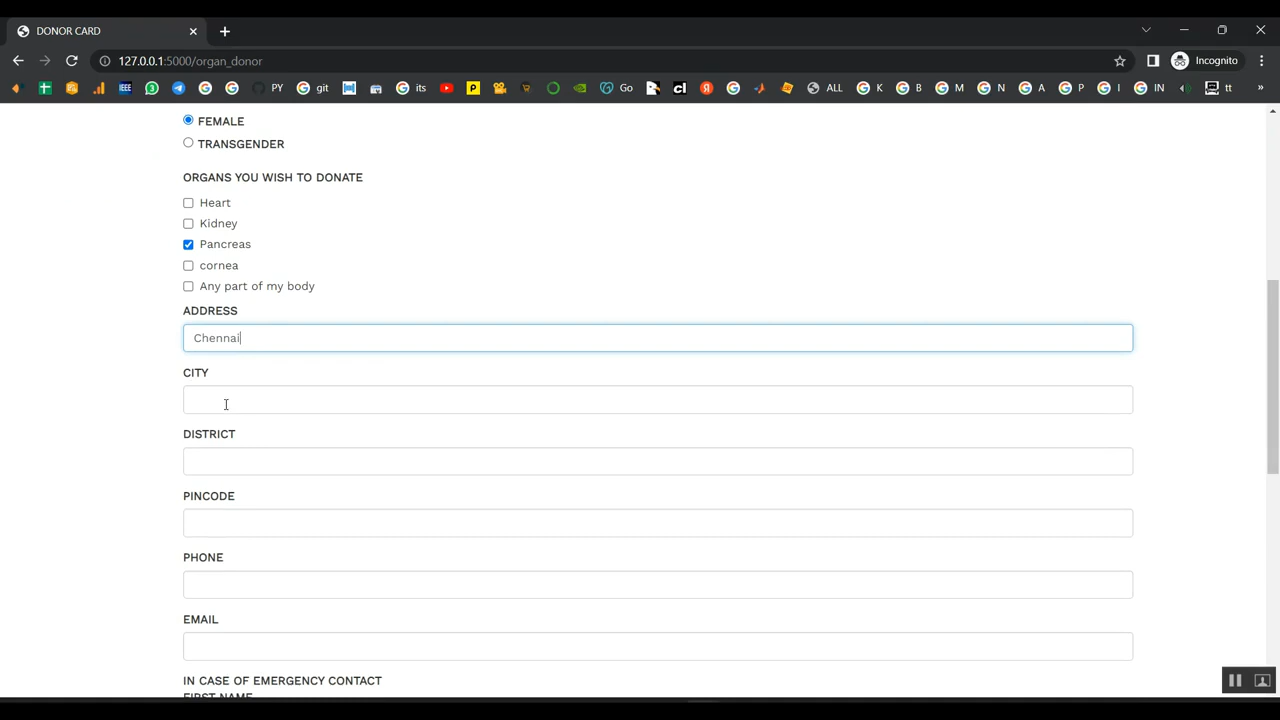 DONOR CARD
127.0.0.1:5000/organ_donor
Incognito
PY
git
its
Go
ALL
K
B
M
N
A
P
I
IN
tt
FEMALE
TRANSGENDER
ORGANS YOU WISH TO DONATE
Heart
Kidney
Pancreas
cornea
Any part of my body
ADDRESS
Chennai
CITY
DISTRICT
PINCODE
PHONE
EMAIL
IN CASE OF EMERGENCY CONTACT
FIRST NAME